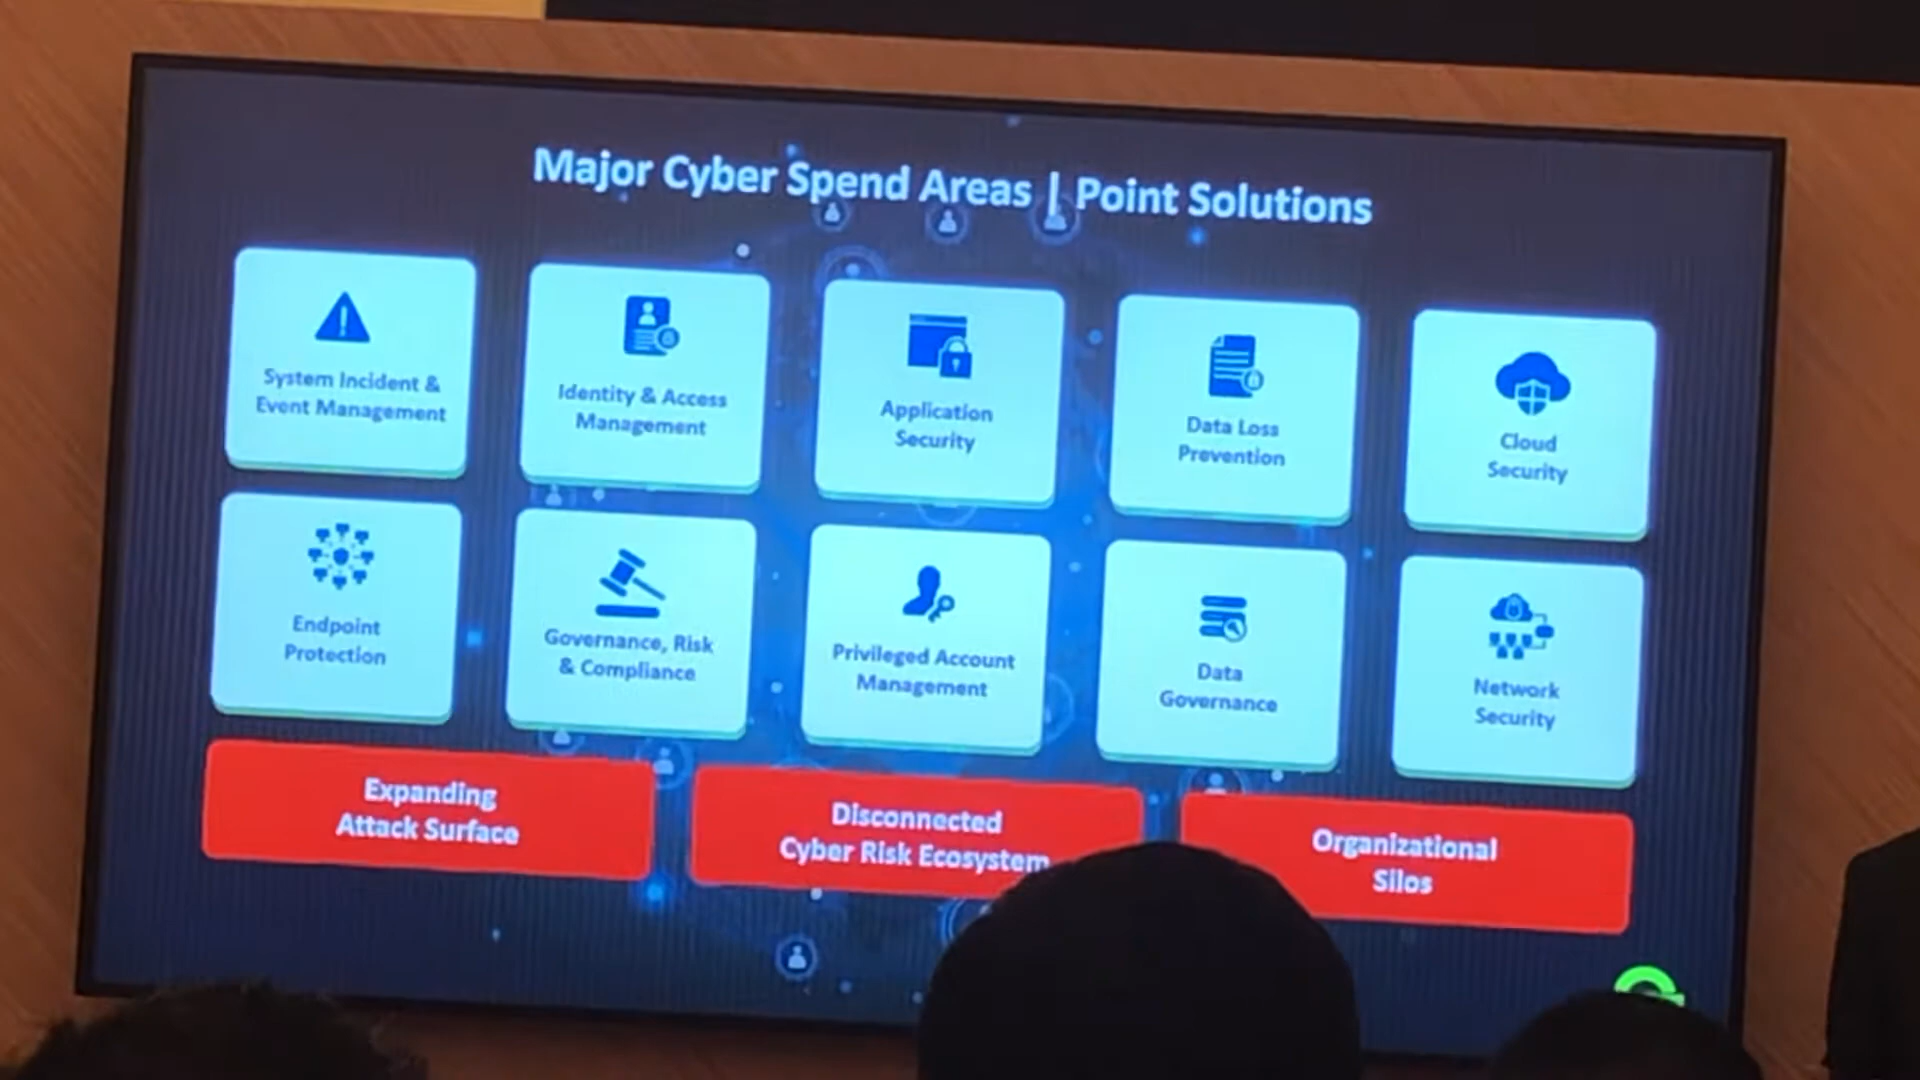 Major Cyber Spend Areas | Point Solutions
System Incident &
Event Management
Identity & Access
Management
Application
Security
Data Loss
Prevention
Cloud
Security
Endpoint
Protection
Governance, Risk
& Compliance
Privileged Account
Management
Data
Governance
Network
Security
Expanding
Attack Surface
Disconnected
Cyber Risk Ecosystem
Organizational
Silos